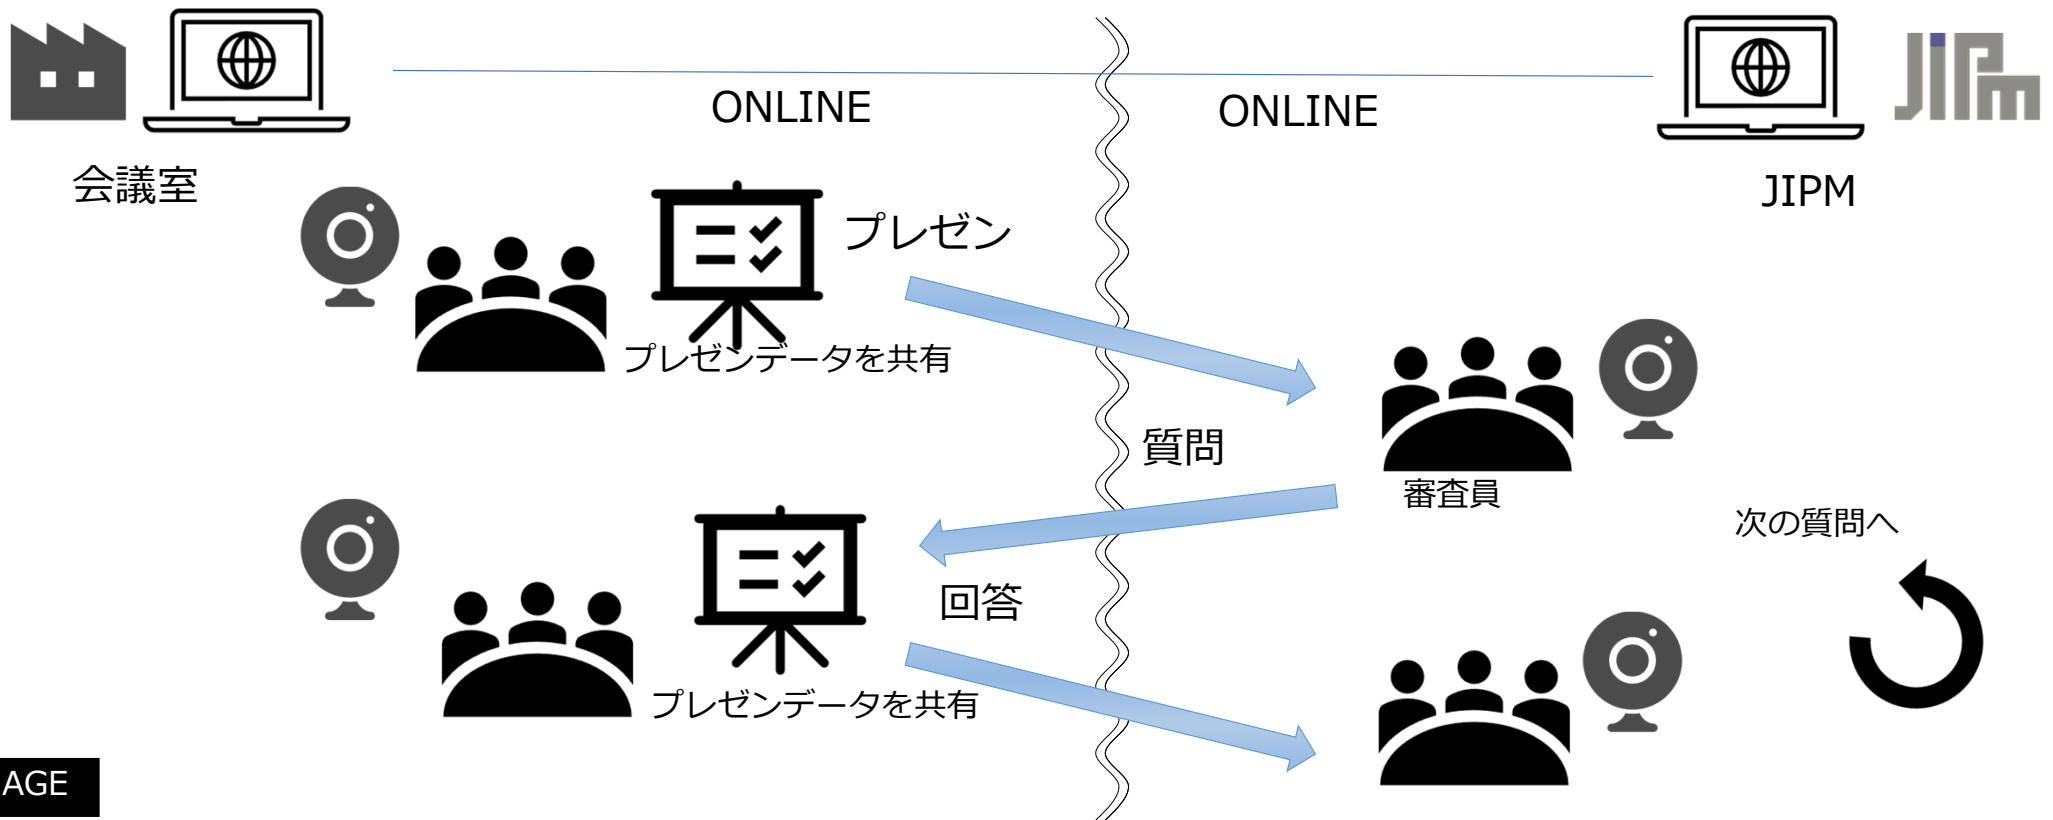 ONLINE
ONLINE
会議室
JIPM
JIPM
プレゼン
プレゼンデータを共有
質問
審査員
次の質問へ
回答
プレゼンデータを共有
AGE